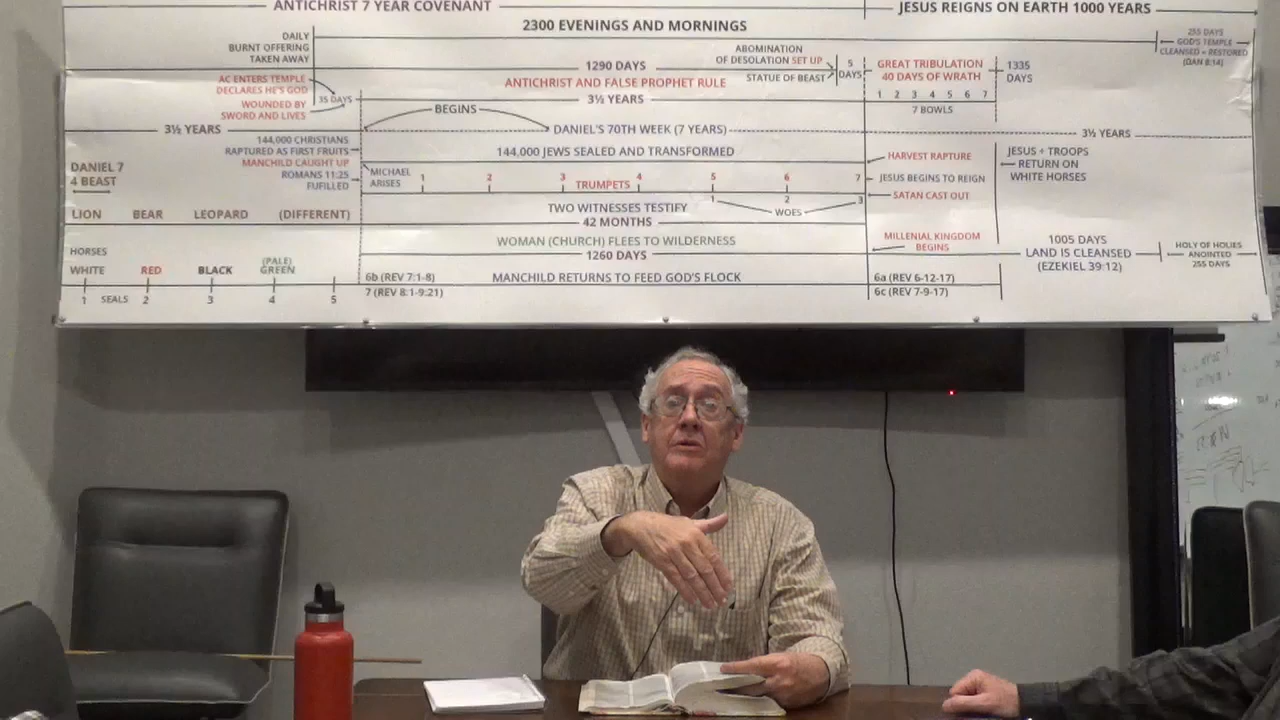 ANTICHRIST 7 YEAR COVENANT
JESUS REIGNS ON EARTH 1000 YEARS
2300 EVENINGS AND MORNINGS
DAILY
BURNT OFFERING
TAKEN AWAY
255 DAYS
GOD'S TEMPLE
CLEANSED + RESTORED
(DAN 8:14)
ABOMINATION
OF DESOLATION SET UP
STATUE OF BEAST
5
DAYS
GREAT TRIBULATION
40 DAYS OF WRATH
1335
DAYS
1290 DAYS
ANTICHRIST AND FALSE PROPHET RULE
AC ENTERS TEMPLE
DECLARES HE'S GOD
35 DAYS
WOUNDED BY
SWORD AND LIVES
3½ YEARS
1 2 3 4 5 6 7
7 BOWLS
BEGINS
3½ YEARS
DANIEL'S 70TH WEEK (7 YEARS)
3½ YEARS
144,000 CHRISTIANS
RAPTURED AS FIRST FRUITS
MANCHILD CAUGHT UP
ROMANS 11:25
FUFILLED
144,000 JEWS SEALED AND TRANSFORMED
HARVEST RAPTURE
JESUS + TROOPS
RETURN ON
WHITE HORSES
DANIEL 7
4 BEAST
MICHAEL
ARISES
1 2 3 4 5 6 7
TRUMPETS
JESUS BEGINS TO REIGN
SATAN CAST OUT
1 2 3
WOES
LION BEAR LEOPARD (DIFFERENT)
TWO WITNESSES TESTIFY
42 MONTHS
WOMAN (CHURCH) FLEES TO WILDERNESS
1260 DAYS
MILLENIAL KINGDOM
BEGINS
1005 DAYS
LAND IS CLEANSED
(EZEKIEL 39:12)
HOLY OF HOLIES
ANOINTED
255 DAYS
HORSES
WHITE RED BLACK (PALE)
GREEN
1 SEALS 2 3 4 5
6b (REV 7:1-8)
7 (REV 8:1-9:21)
MANCHILD RETURNS TO FEED GOD'S FLOCK
6a (REV 6-12-17)
6c (REV 7-9-17)